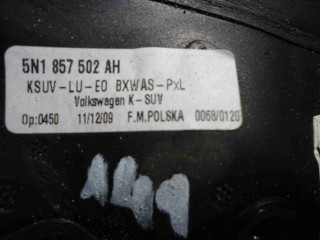 5N1 857 502 AH
KSUV-LU-EO BXWAS-PxL
Volkswagen K-SUV
Op:0450 11/12/09 F.M.POLSKA 0068/0120